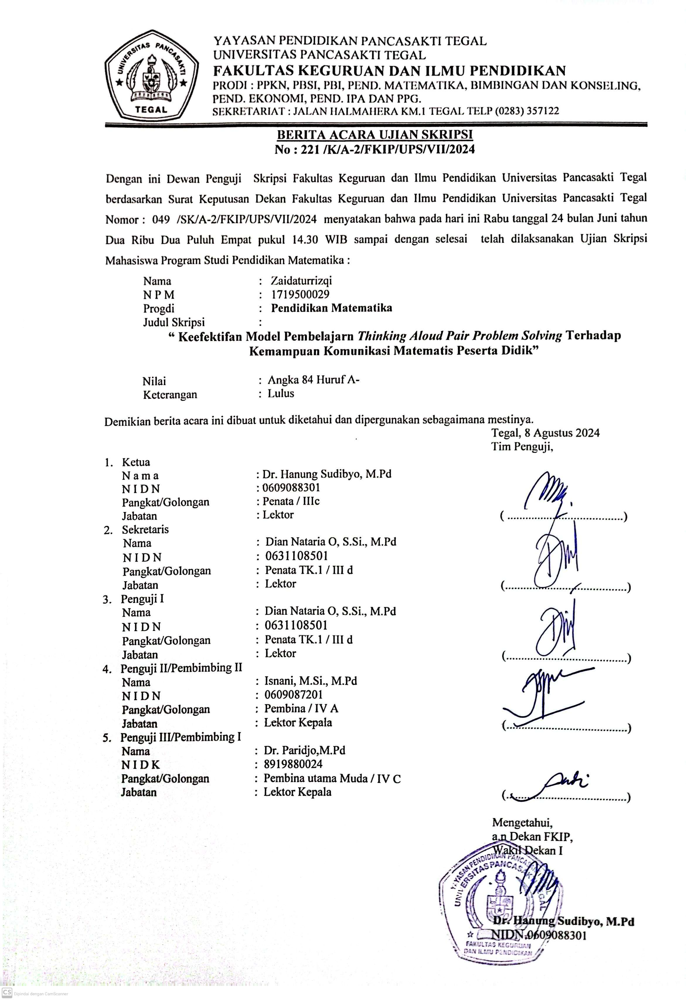 UNIVERSITAS PANCASAKTI
TEGAL
YAYASAN PENDIDIKAN PANCASAKTI TEGAL
UNIVERSITAS PANCASAKTI TEGAL
FAKULTAS KEGURUAN DAN ILMU PENDIDIKAN
PRODI : PPKN, PBSI, PBI, PEND. MATEMATIKA, BIMBINGAN DAN KONSELING,
PEND. EKONOMI, PEND. IPA DAN PPG.
SEKRETARIAT : JALAN HALMAHERA KM.1 TEGAL TELP (0283) 357122
BERITA ACARA UJIAN SKRIPSI
No : 221 /K/A-2/FKIP/UPS/VII/2024
Dengan ini Dewan Penguji Skripsi Fakultas Keguruan dan Ilmu Pendidikan Universitas Pancasakti Tegal
berdasarkan Surat Keputusan Dekan Fakultas Keguruan dan Ilmu Pendidikan Universitas Pancasakti Tegal
Nomor : 049 /SK/A-2/FKIP/UPS/VII/2024 menyatakan bahwa pada hari ini Rabu tanggal 24 bulan Juni tahun
Dua Ribu Dua Puluh Empat pukul 14.30 WIB sampai dengan selesai telah dilaksanakan Ujian Skripsi
Mahasiswa Program Studi Pendidikan Matematika :
Nama : Zaidaturrizqi
N P M : 1719500029
Progdi : Pendidikan Matematika
Judul Skripsi :
“ Keefektifan Model Pembelajarn Thinking Aloud Pair Problem Solving Terhadap
Kemampuan Komunikasi Matematis Peserta Didik”
Nilai : Angka 84 Huruf A-
Keterangan : Lulus
Demikian berita acara ini dibuat untuk diketahui dan dipergunakan sebagaimana mestinya.
Tegal, 8 Agustus 2024
Tim Penguji,
1. Ketua
N a m a : Dr. Hanung Sudibyo, M.Pd
N I D N : 0609088301
Pangkat/Golongan : Penata / IIIc
Jabatan : Lektor
(......................................)
2. Sekretaris
Nama : Dian Nataria O, S.Si., M.Pd
N I D N : 0631108501
Pangkat/Golongan : Penata TK.1 / III d
Jabatan : Lektor
(......................................)
3. Penguji I
Nama : Dian Nataria O, S.Si., M.Pd
N I D N : 0631108501
Pangkat/Golongan : Penata TK.1 / III d
Jabatan : Lektor
(......................................)
4. Penguji II/Pembimbing II
Nama : Isnani, M.Si., M.Pd
N I D N : 0609087201
Pangkat/Golongan : Pembina / IV A
Jabatan : Lektor Kepala
(......................................)
5. Penguji III/Pembimbing I
Nama : Dr. Paridjo,M.Pd
N I D K : 8919880024
Pangkat/Golongan : Pembina utama Muda / IV C
Jabatan : Lektor Kepala
(......................................)
Mengetahui,
a.n Dekan FKIP,
Wakil Dekan I
YAYASAN PENDIDIKAN PANCASAKTI TEGAL
UNIVERSITAS PANCASAKTI TEGAL
Dr. Hanung Sudibyo, M.Pd
NIDN.0609088301
FAKULTAS KEGURUAN
DAN ILMU PENDIDIKAN
CS Dipindai dengan CamScanner